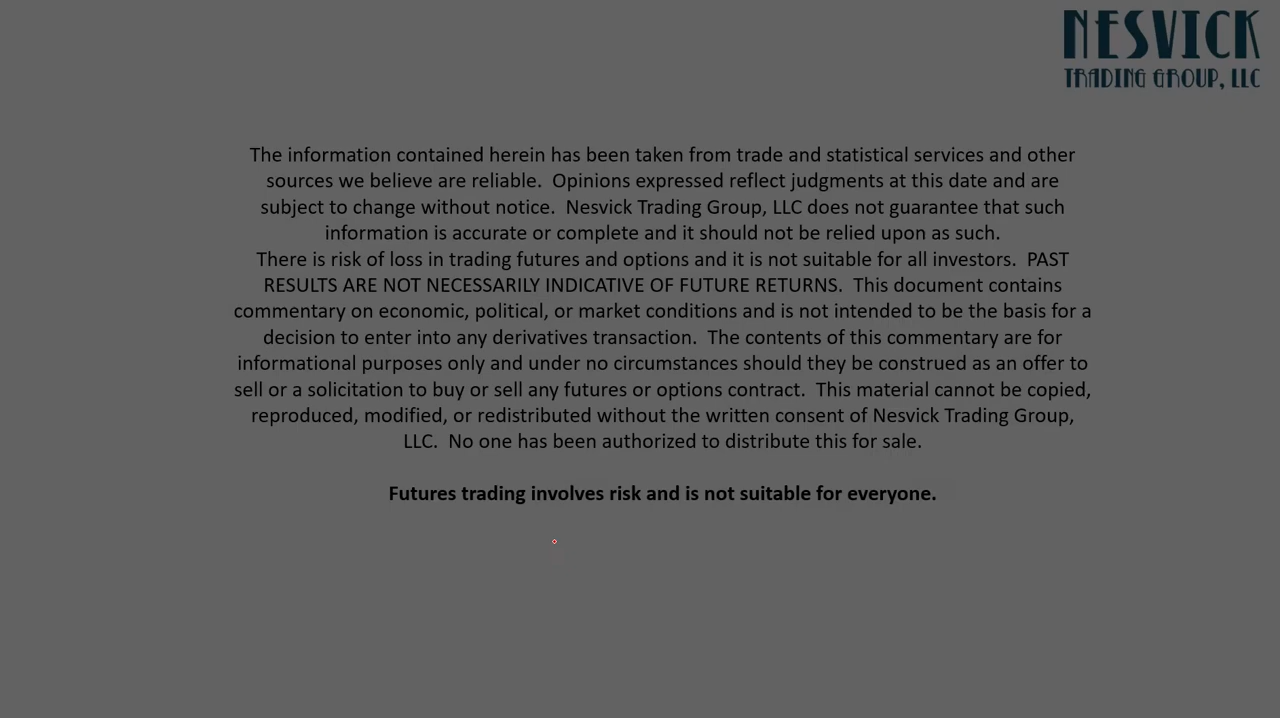 NESVICK
TRADING GROUP, LLC
The information contained herein has been taken from trade and statistical services and other
sources we believe are reliable.  Opinions expressed reflect judgments at this date and are
subject to change without notice.  Nesvick Trading Group, LLC does not guarantee that such
information is accurate or complete and it should not be relied upon as such.
There is risk of loss in trading futures and options and it is not suitable for all investors.  PAST
RESULTS ARE NOT NECESSARILY INDICATIVE OF FUTURE RETURNS.  This document contains
commentary on economic, political, or market conditions and is not intended to be the basis for a
decision to enter into any derivatives transaction.  The contents of this commentary are for
informational purposes only and under no circumstances should they be construed as an offer to
sell or a solicitation to buy or sell any futures or options contract.  This material cannot be copied,
reproduced, modified, or redistributed without the written consent of Nesvick Trading Group,
LLC.  No one has been authorized to distribute this for sale.
Futures trading involves risk and is not suitable for everyone.